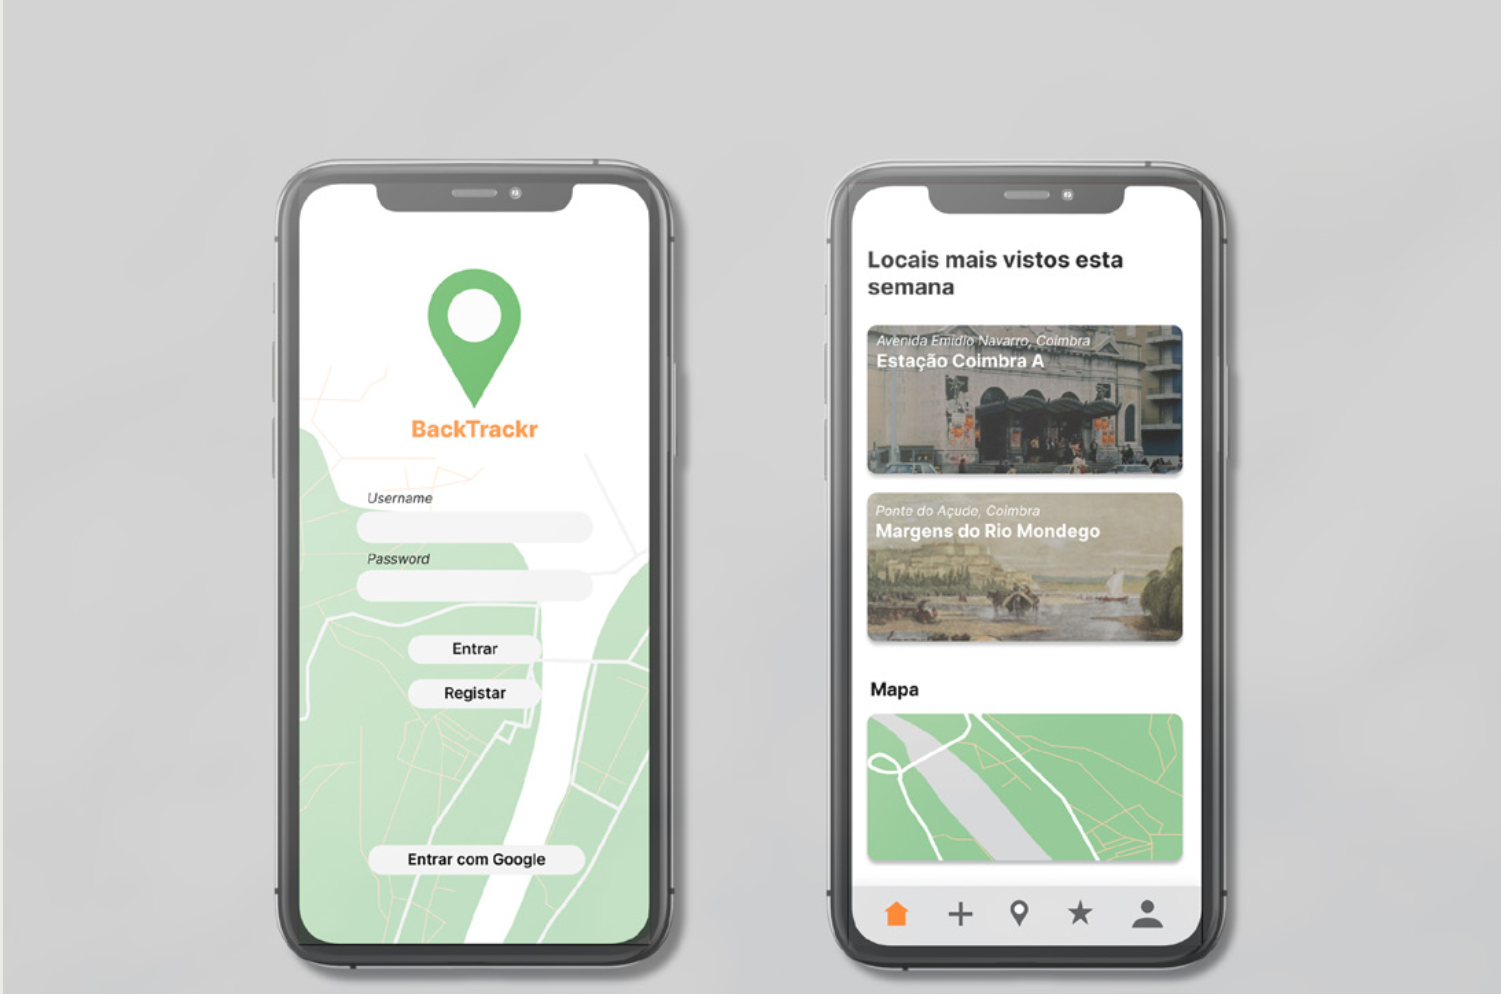 BackTrackr
Username
Password
Entrar
Registar
Entrar com Google
Locais mais vistos esta
semana
Avenida Emídio Navarro, Coimbra
Estação Coimbra A
Ponte do Açude, Coimbra
Margens do Rio Mondego
Mapa